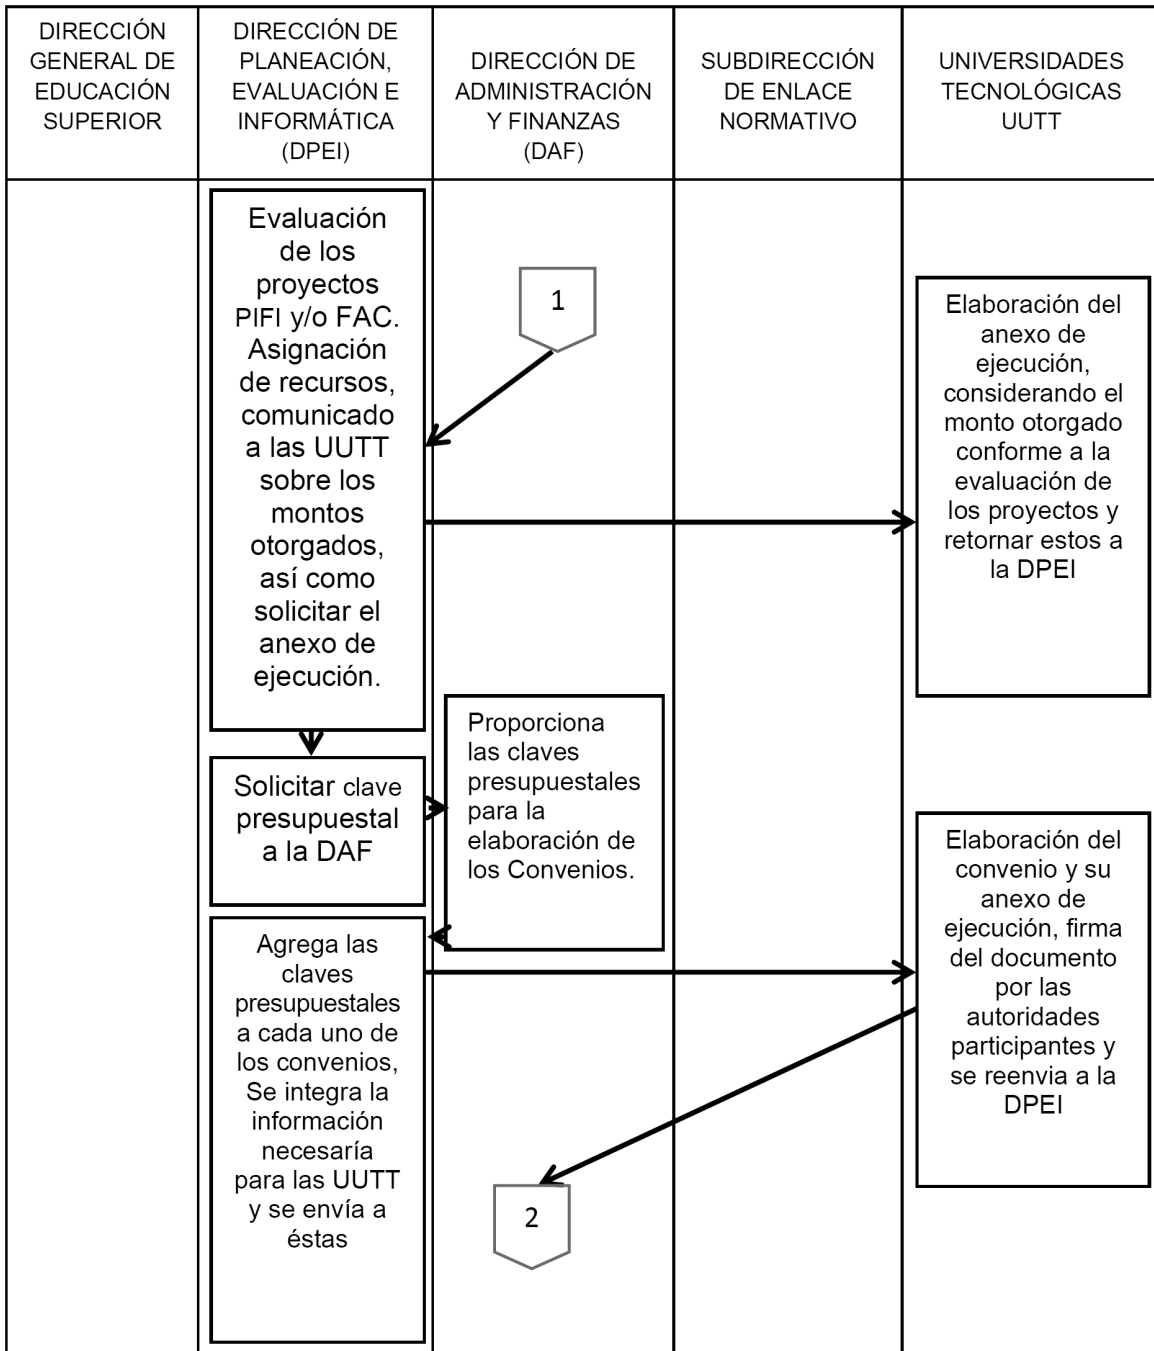 DIRECCIÓN
GENERAL DE
EDUCACIÓN
SUPERIOR
DIRECCIÓN DE
PLANEACIÓN,
EVALUACIÓN E
INFORMÁTICA
(DPEI)
DIRECCIÓN DE
ADMINISTRACIÓN
Y FINANZAS
(DAF)
SUBDIRECCIÓN
DE ENLACE
NORMATIVO
UNIVERSIDADES
TECNOLÓGICAS
UUTT
Evaluación
de los
proyectos
PIFI y/o FAC.
Asignación
de recursos,
comunicado
a las UUTT
sobre los
montos
otorgados,
así como
solicitar el
anexo de
ejecución.
1
Elaboración del
anexo de
ejecución,
considerando el
monto otorgado
conforme a la
evaluación de
los proyectos y
retornar estos a
la DPEI
Solicitar clave
presupuestal
a la DAF
Proporciona
las claves
presupuestales
para la
elaboración de
los Convenios.
Agrega las
claves
presupuestales
a cada uno de
los convenios,
Se integra la
información
necesaría
para las UUTT
y se envía a
éstas
Elaboración del
convenio y su
anexo de
ejecución, firma
del documento
por las
autoridades
participantes y
se reenvia a la
DPEI
2